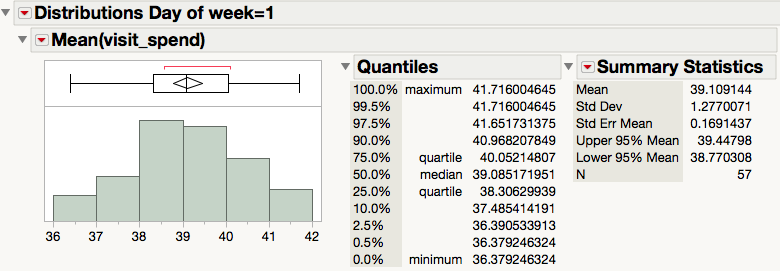 Distributions Day of week=1
Mean(visit_spend)
36 37 38 39 40 41 42
Quantiles
100.0% maximum 41.716004645
99.5% 41.716004645
97.5% 41.651731375
90.0% 40.968207849
75.0% quartile 40.05214807
50.0% median 39.085171951
25.0% quartile 38.30629939
10.0% 37.485414191
2.5% 36.390533913
0.5% 36.379246324
0.0% minimum 36.379246324
Summary Statistics
Mean 39.109144
Std Dev 1.2770071
Std Err Mean 0.1691437
Upper 95% Mean 39.44798
Lower 95% Mean 38.770308
N 57